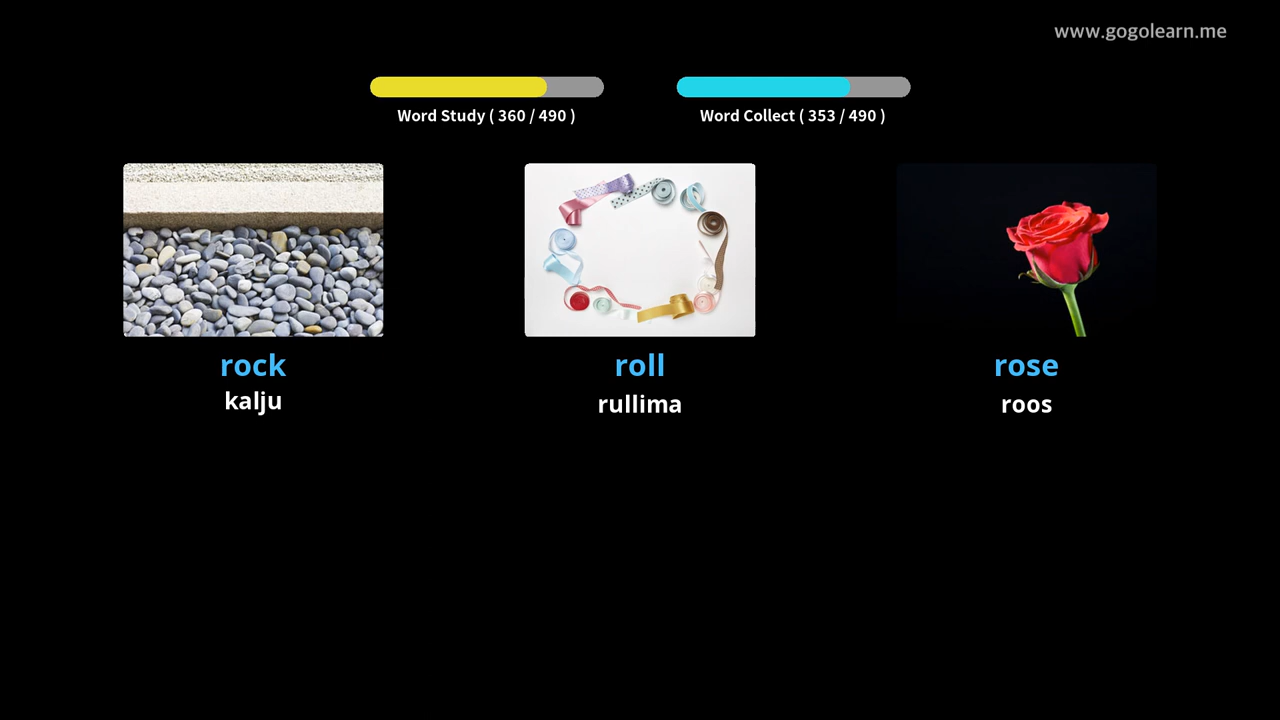 www.gogolearn.me
Word Study ( 360 / 490 )
Word Collect ( 353 / 490 )
rock
kalju
roll
rullima
rose
roos